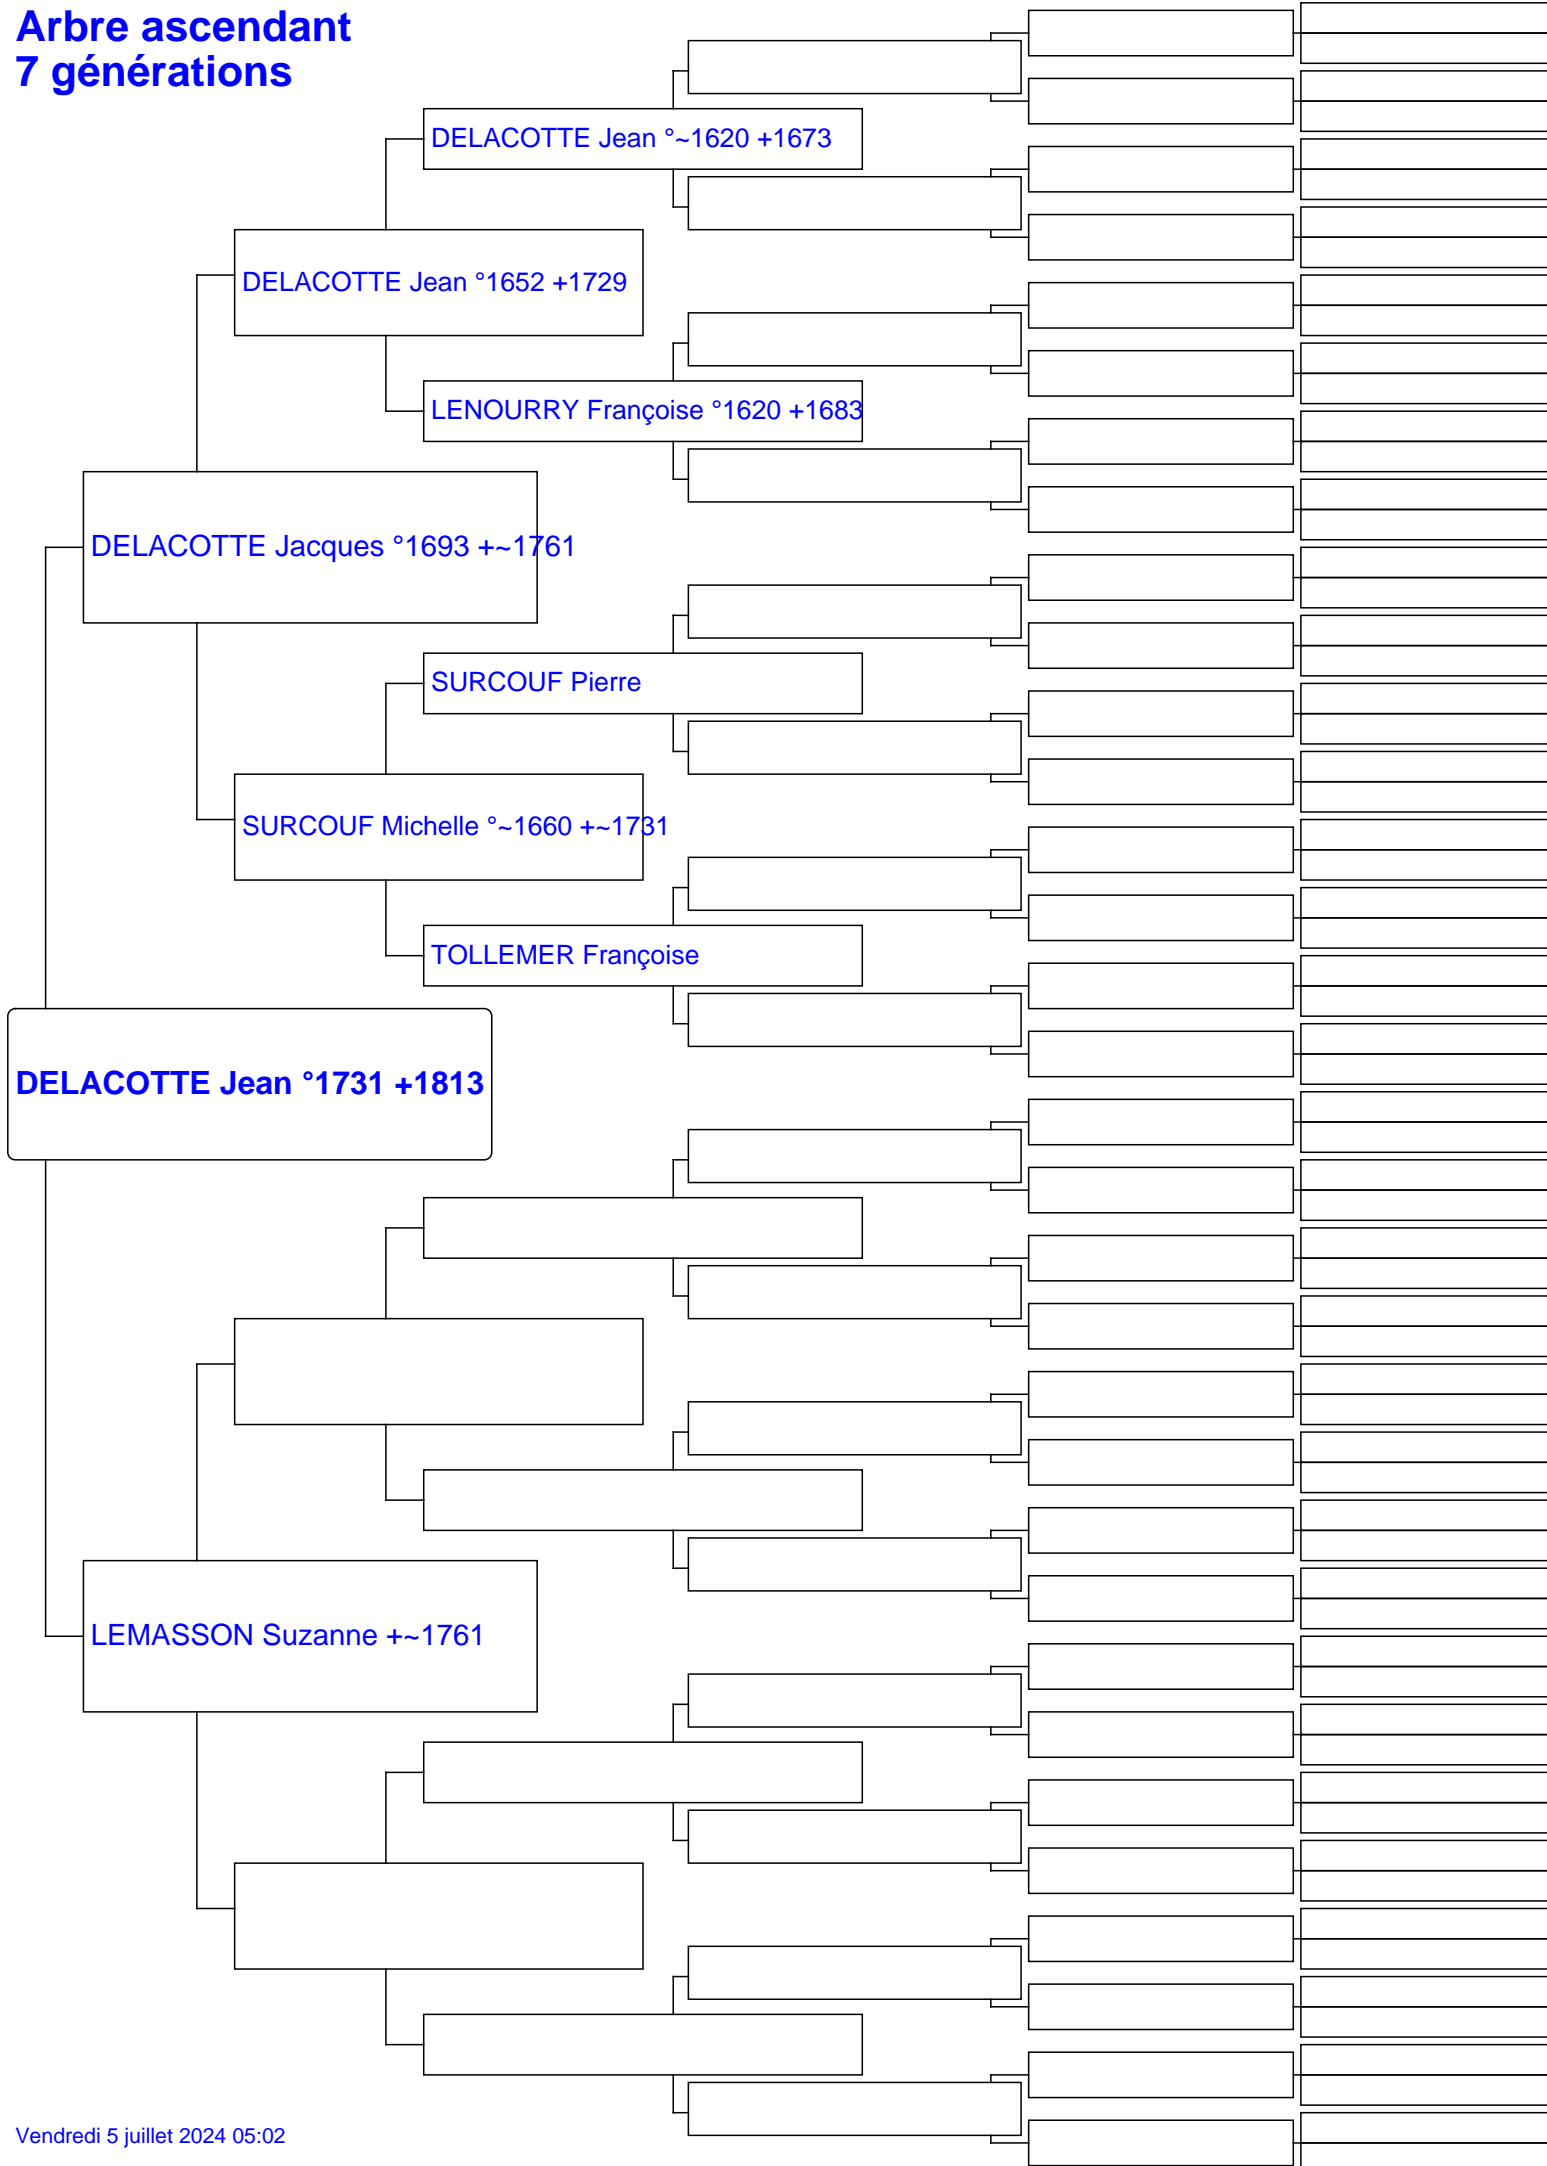 Arbre ascendant
7 générations
DELACOTTE Jean °~1620 +1673
DELACOTTE Jean °1652 +1729
LENOURRY Françoise °1620 +1683
DELACOTTE Jacques °1693 +~1761
SURCOUF Pierre
SURCOUF Michelle °~1660 +~1731
TOLLEMER Françoise
DELACOTTE Jean °1731 +1813
LEMASSON Suzanne +~1761
Vendredi 5 juillet 2024 05:02